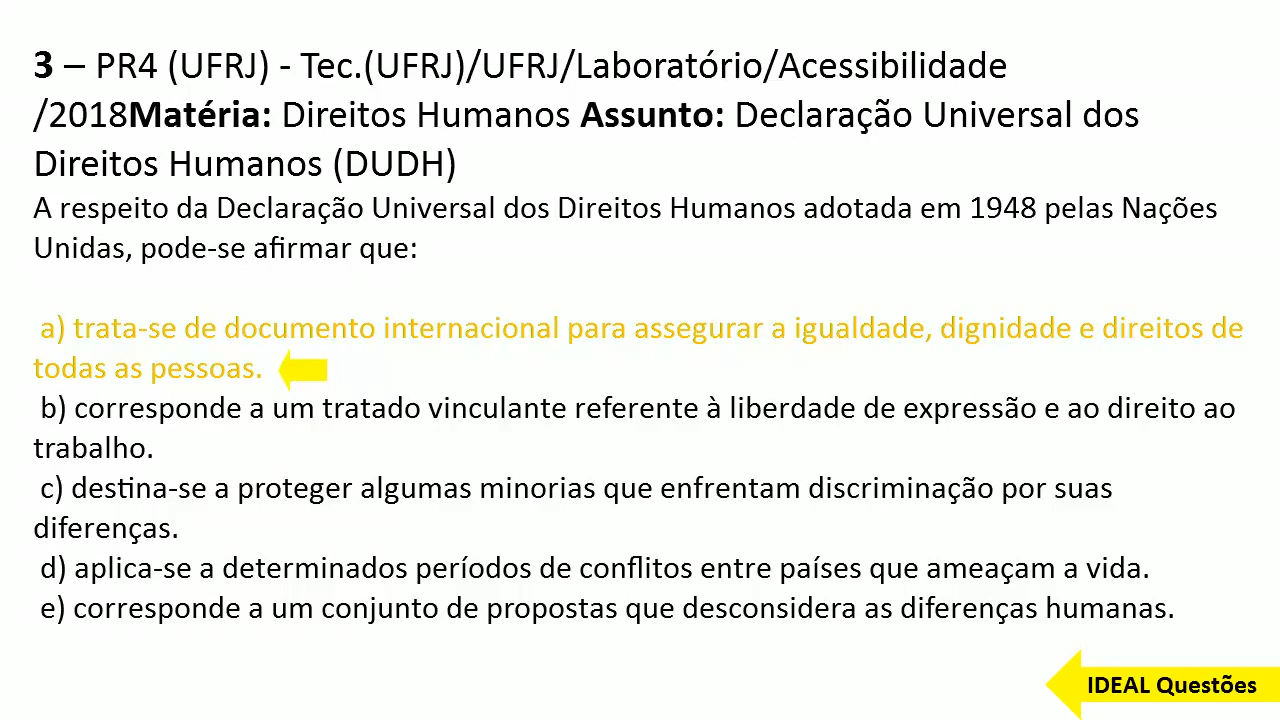 3 – PR4 (UFRJ) - Tec.(UFRJ)/UFRJ/Laboratório/Acessibilidade
/2018Matéria: Direitos Humanos Assunto: Declaração Universal dos
Direitos Humanos (DUDH)
A respeito da Declaração Universal dos Direitos Humanos adotada em 1948 pelas Nações
Unidas, pode-se afirmar que:
a) trata-se de documento internacional para assegurar a igualdade, dignidade e direitos de
todas as pessoas.
b) corresponde a um tratado vinculante referente à liberdade de expressão e ao direito ao
trabalho.
c) destina-se a proteger algumas minorias que enfrentam discriminação por suas
diferenças.
d) aplica-se a determinados períodos de conflitos entre países que ameaçam a vida.
e) corresponde a um conjunto de propostas que desconsidera as diferenças humanas.
IDEAL Questões